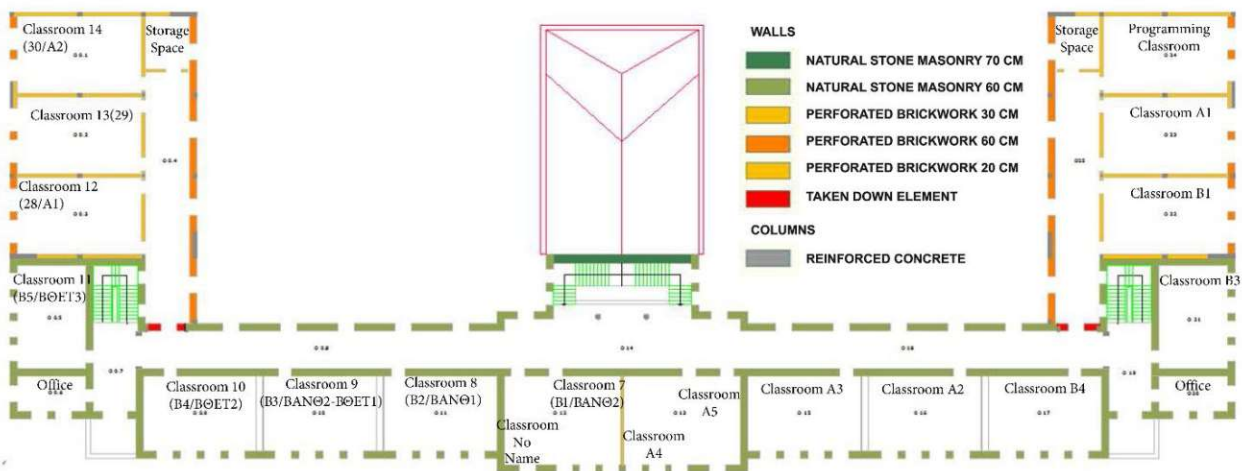 Classroom 14
(30/A2)
Storage
Space
Classroom 13(29)
Classroom 12
(28/A1)
Classroom 11
(B5/BΘET3)
Office
Classroom 10
(B4/BΘET2)
Classroom 9
(B3/BANΘ2-BΘET1)
Classroom 8
(B2/BANΘ1)
Classroom 7
(B1/BANΘ2)
Classroom
No
Name
Classroom
A4
Classroom
A5
Classroom A3
Classroom A2
Classroom B4
Office
Classroom B3
Classroom B1
Classroom A1
Programming
Classroom
Storage
Space
WALLS
NATURAL STONE MASONRY 70 CM
NATURAL STONE MASONRY 60 CM
PERFORATED BRICKWORK 30 CM
PERFORATED BRICKWORK 60 CM
PERFORATED BRICKWORK 20 CM
TAKEN DOWN ELEMENT
COLUMNS
REINFORCED CONCRETE